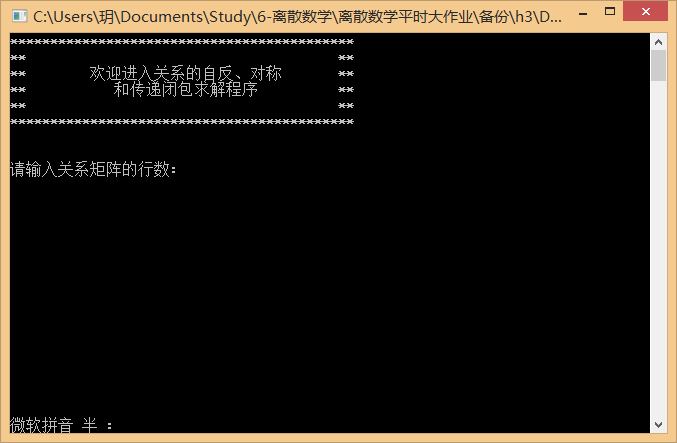 C:\Users\玥\Documents\Study\6-离散数学\离散数学平时大作业\备份\h3\D...
*******************************************
**                                       **
**        欢迎进入关系的自反、对称       **
**           和传递闭包求解程序          **
**                                       **
*******************************************
请输入关系矩阵的行数:
微软拼音 半 :